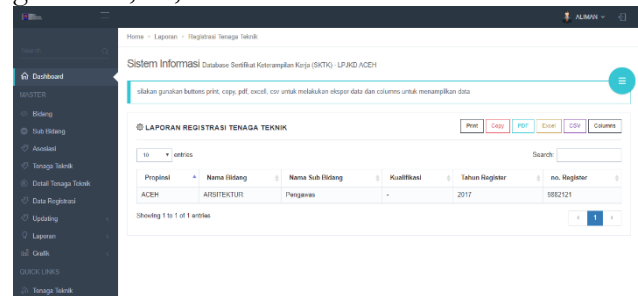 ALIMAN
Home - Laporan - Registrasi Tenaga Teknik
Search...
Sistem Informasi Database Sertifikat Keterampilan Kerja (SKTK) - LPJKD ACEH
Dashboard
silakan gunakan buttons print, copy, pdf, excell, csv untuk melakukan ekspor data dan columns untuk menampilkan data
MASTER
Bidang
Sub Bidang
Asosiasi
Tenaga Teknik
Detail Tenaga Teknik
Data Registrasi
Updating
Laporan
Grafik
QUICK LINKS
Tenaga Teknik
LAPORAN REGISTRASI TENAGA TEKNIK
Print Copy PDF Excel CSV Columns
10 entries Search:
Propinsi Nama Bidang Nama Sub Bidang Kualifikasi Tahun Register no. Register
ACEH ARSITEKTUR Pengawas - 2017 9882121
Showing 1 to 1 of 1 entries
1